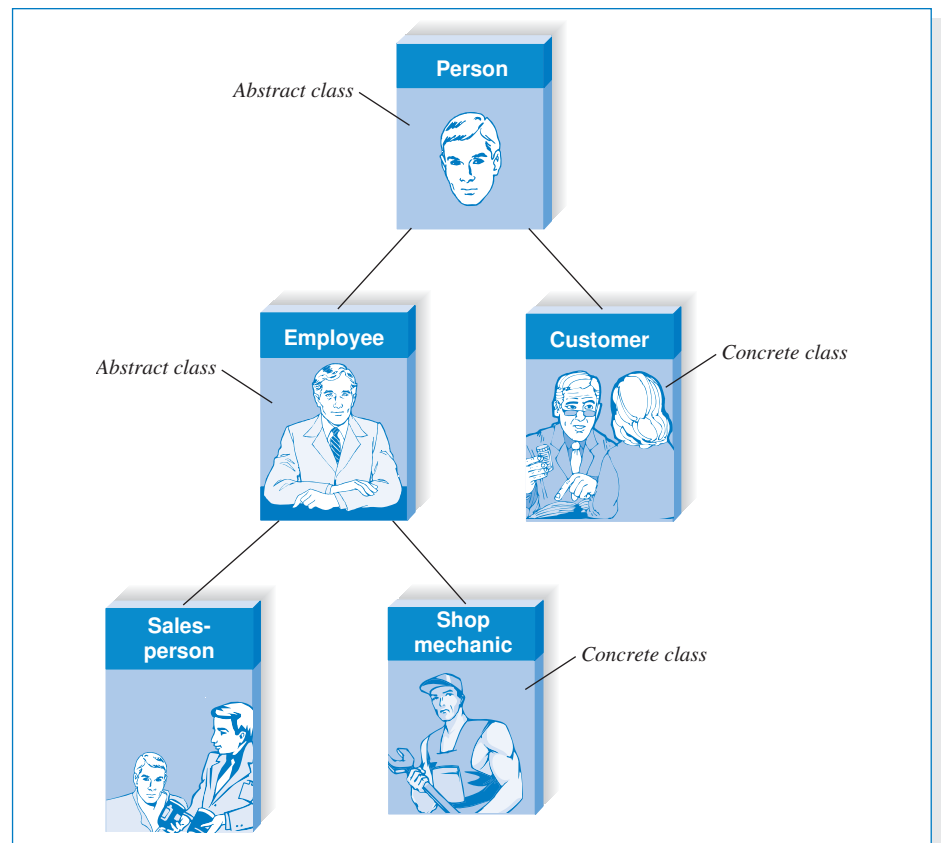 Person
Abstract class
Employee
Customer
Abstract class
Concrete class
Sales-
person
Shop
mechanic
Concrete class